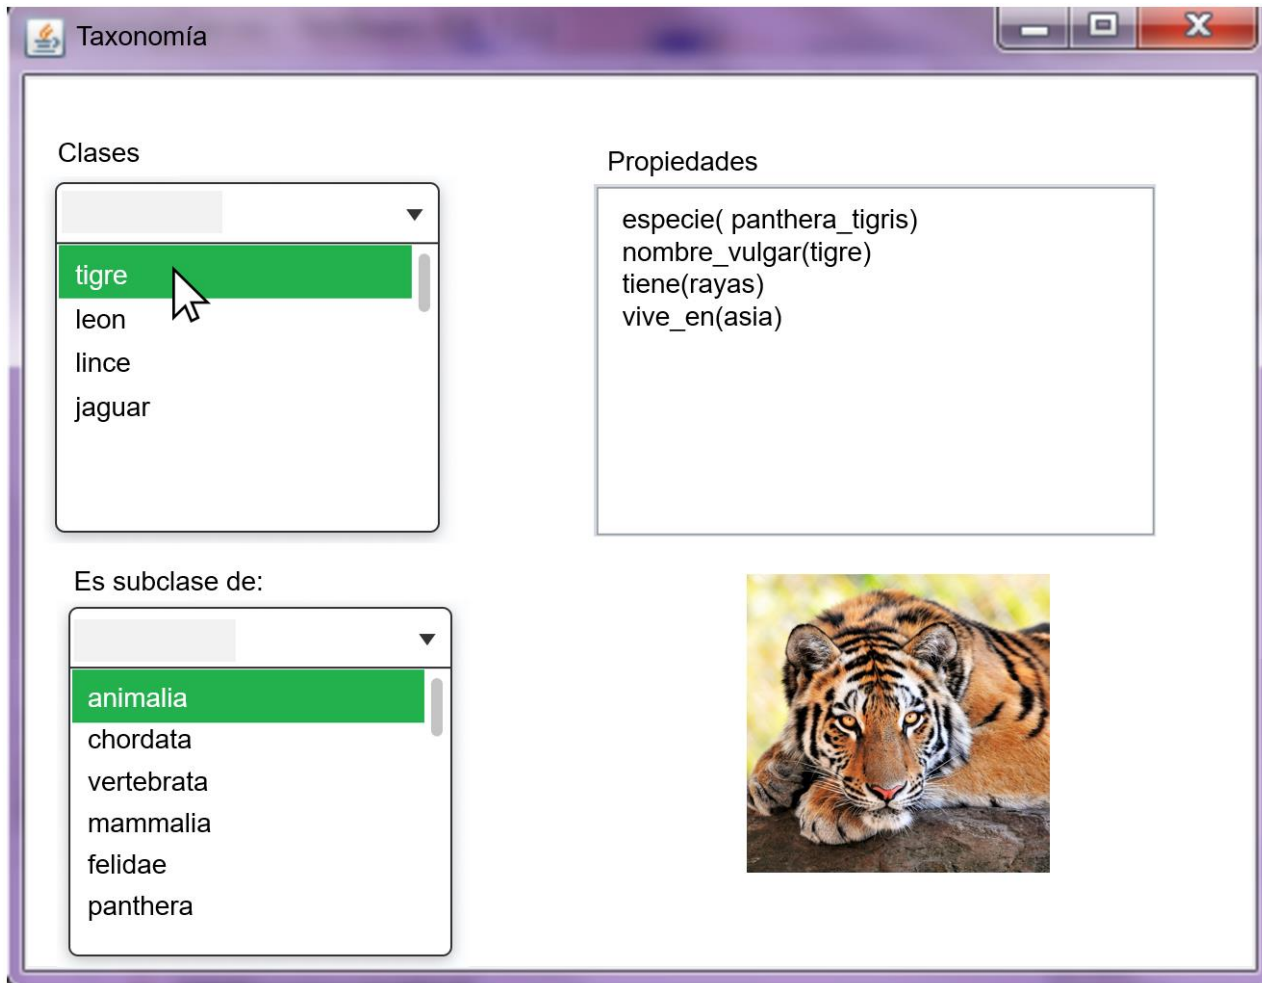 Taxonomía
Clases
tigre
leon
lince
jaguar
Propiedades
especie( panthera_tigris)
nombre_vulgar(tigre)
tiene(rayas)
vive_en(asia)
Es subclase de:
animalia
chordata
vertebrata
mammalia
felidae
panthera